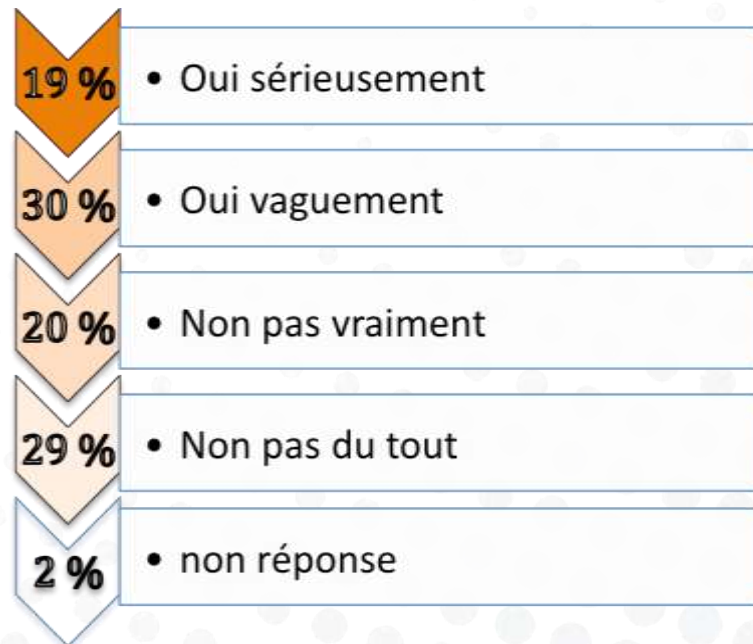 19 % • Oui sérieusement
30 % • Oui vaguement
20 % • Non pas vraiment
29 % • Non pas du tout
2 % • non réponse